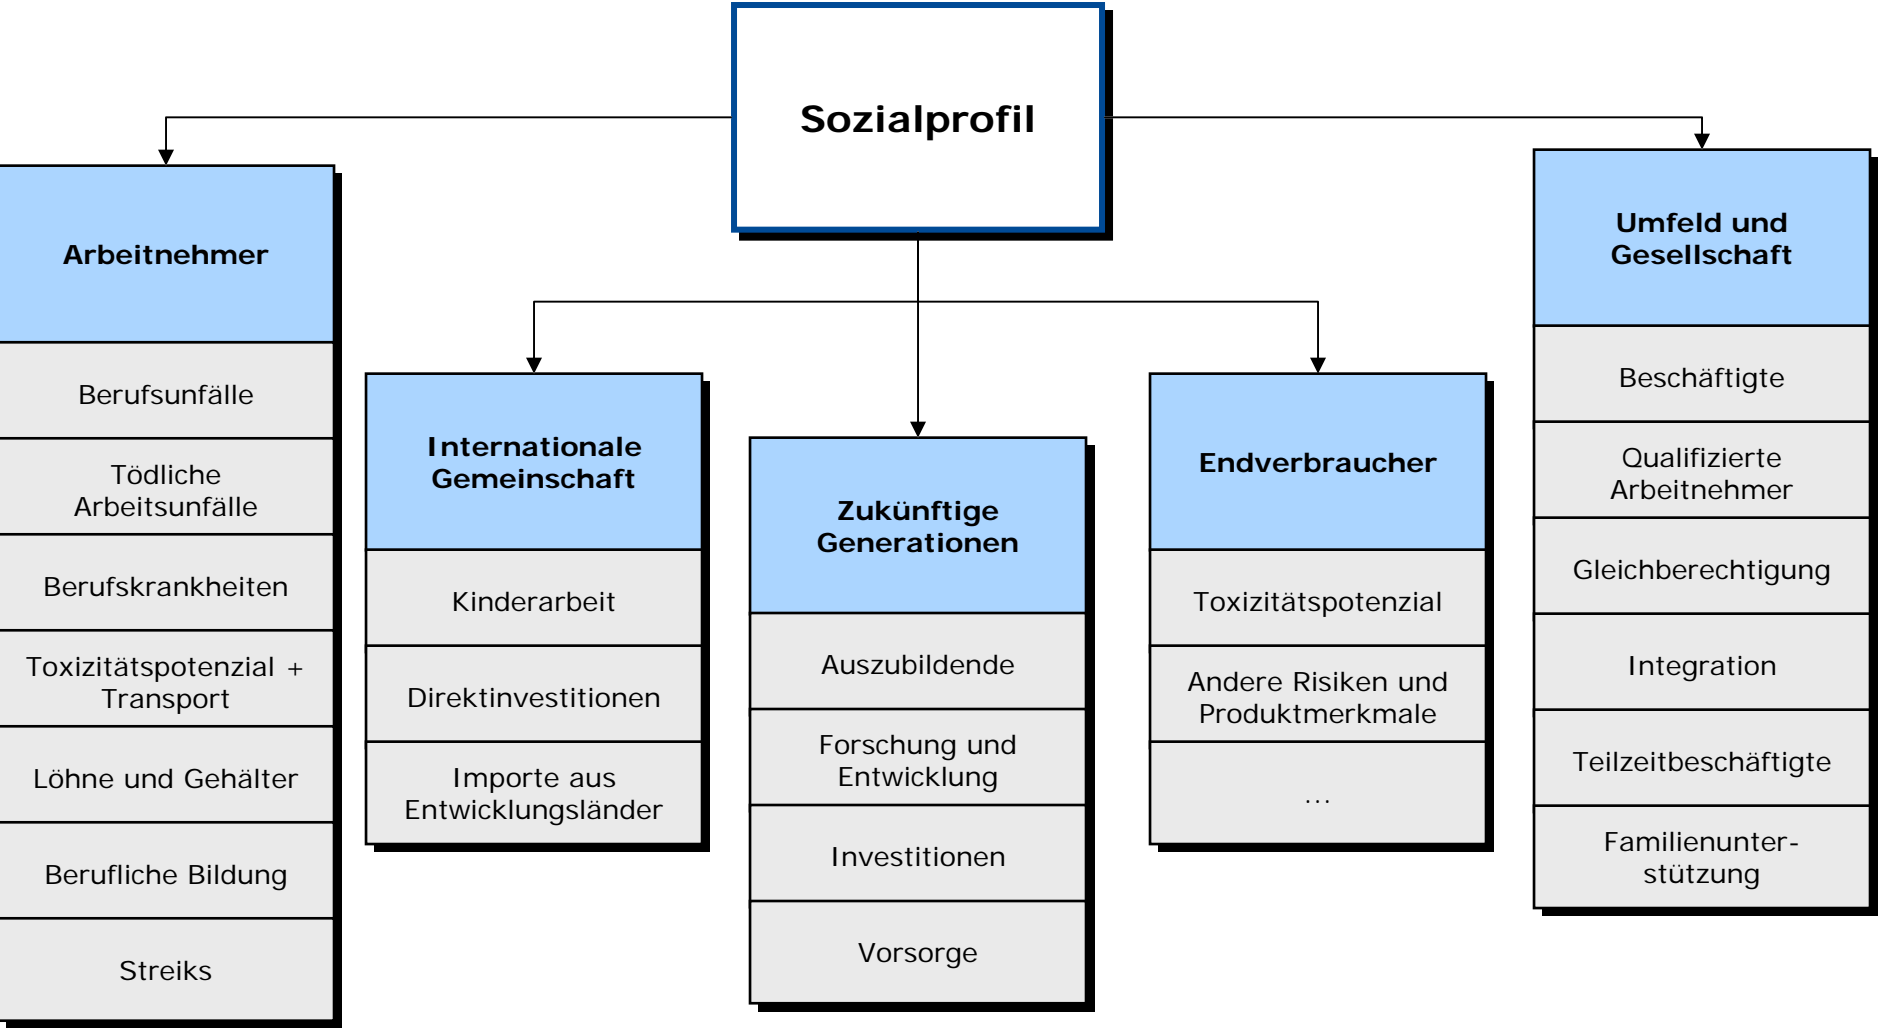 Sozialprofil
Arbeitnehmer
Berufsunfälle
Tödliche
Arbeitsunfälle
Berufskrankheiten
Toxizitätspotenzial +
Transport
Löhne und Gehälter
Berufliche Bildung
Streiks
Internationale
Gemeinschaft
Kinderarbeit
Direktinvestitionen
Importe aus
Entwicklungsländer
Zukünftige
Generationen
Auszubildende
Forschung und
Entwicklung
Investitionen
Vorsorge
Endverbraucher
Toxizitätspotenzial
Andere Risiken und
Produktmerkmale
...
Umfeld und
Gesellschaft
Beschäftigte
Qualifizierte
Arbeitnehmer
Gleichberechtigung
Integration
Teilzeitbeschäftigte
Familienunter-
stützung